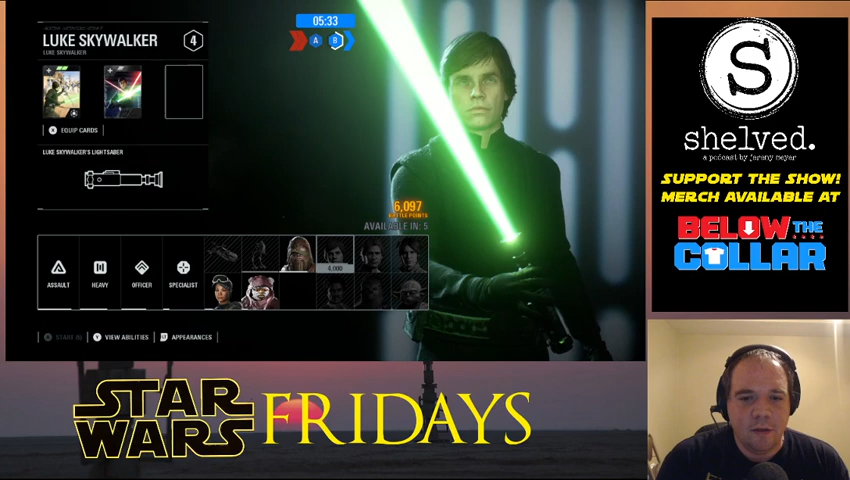 LUKE SKYWALKER
LUKE SKYWALKER
4
EQUIP CARDS
LUKE SKYWALKER'S LIGHTSABER
05:33
A
B
6,097
BATTLE POINTS
AVAILABLE IN: 5
4,000
ASSAULT
HEAVY
OFFICER
SPECIALIST
VIEW ABILITIES
APPEARANCES
STAR
WARS
FRIDAYS
S
shelved.
a podcast by jeremy meyer
SUPPORT THE SHOW!
MERCH AVAILABLE AT
BELOW THE
COLLAR